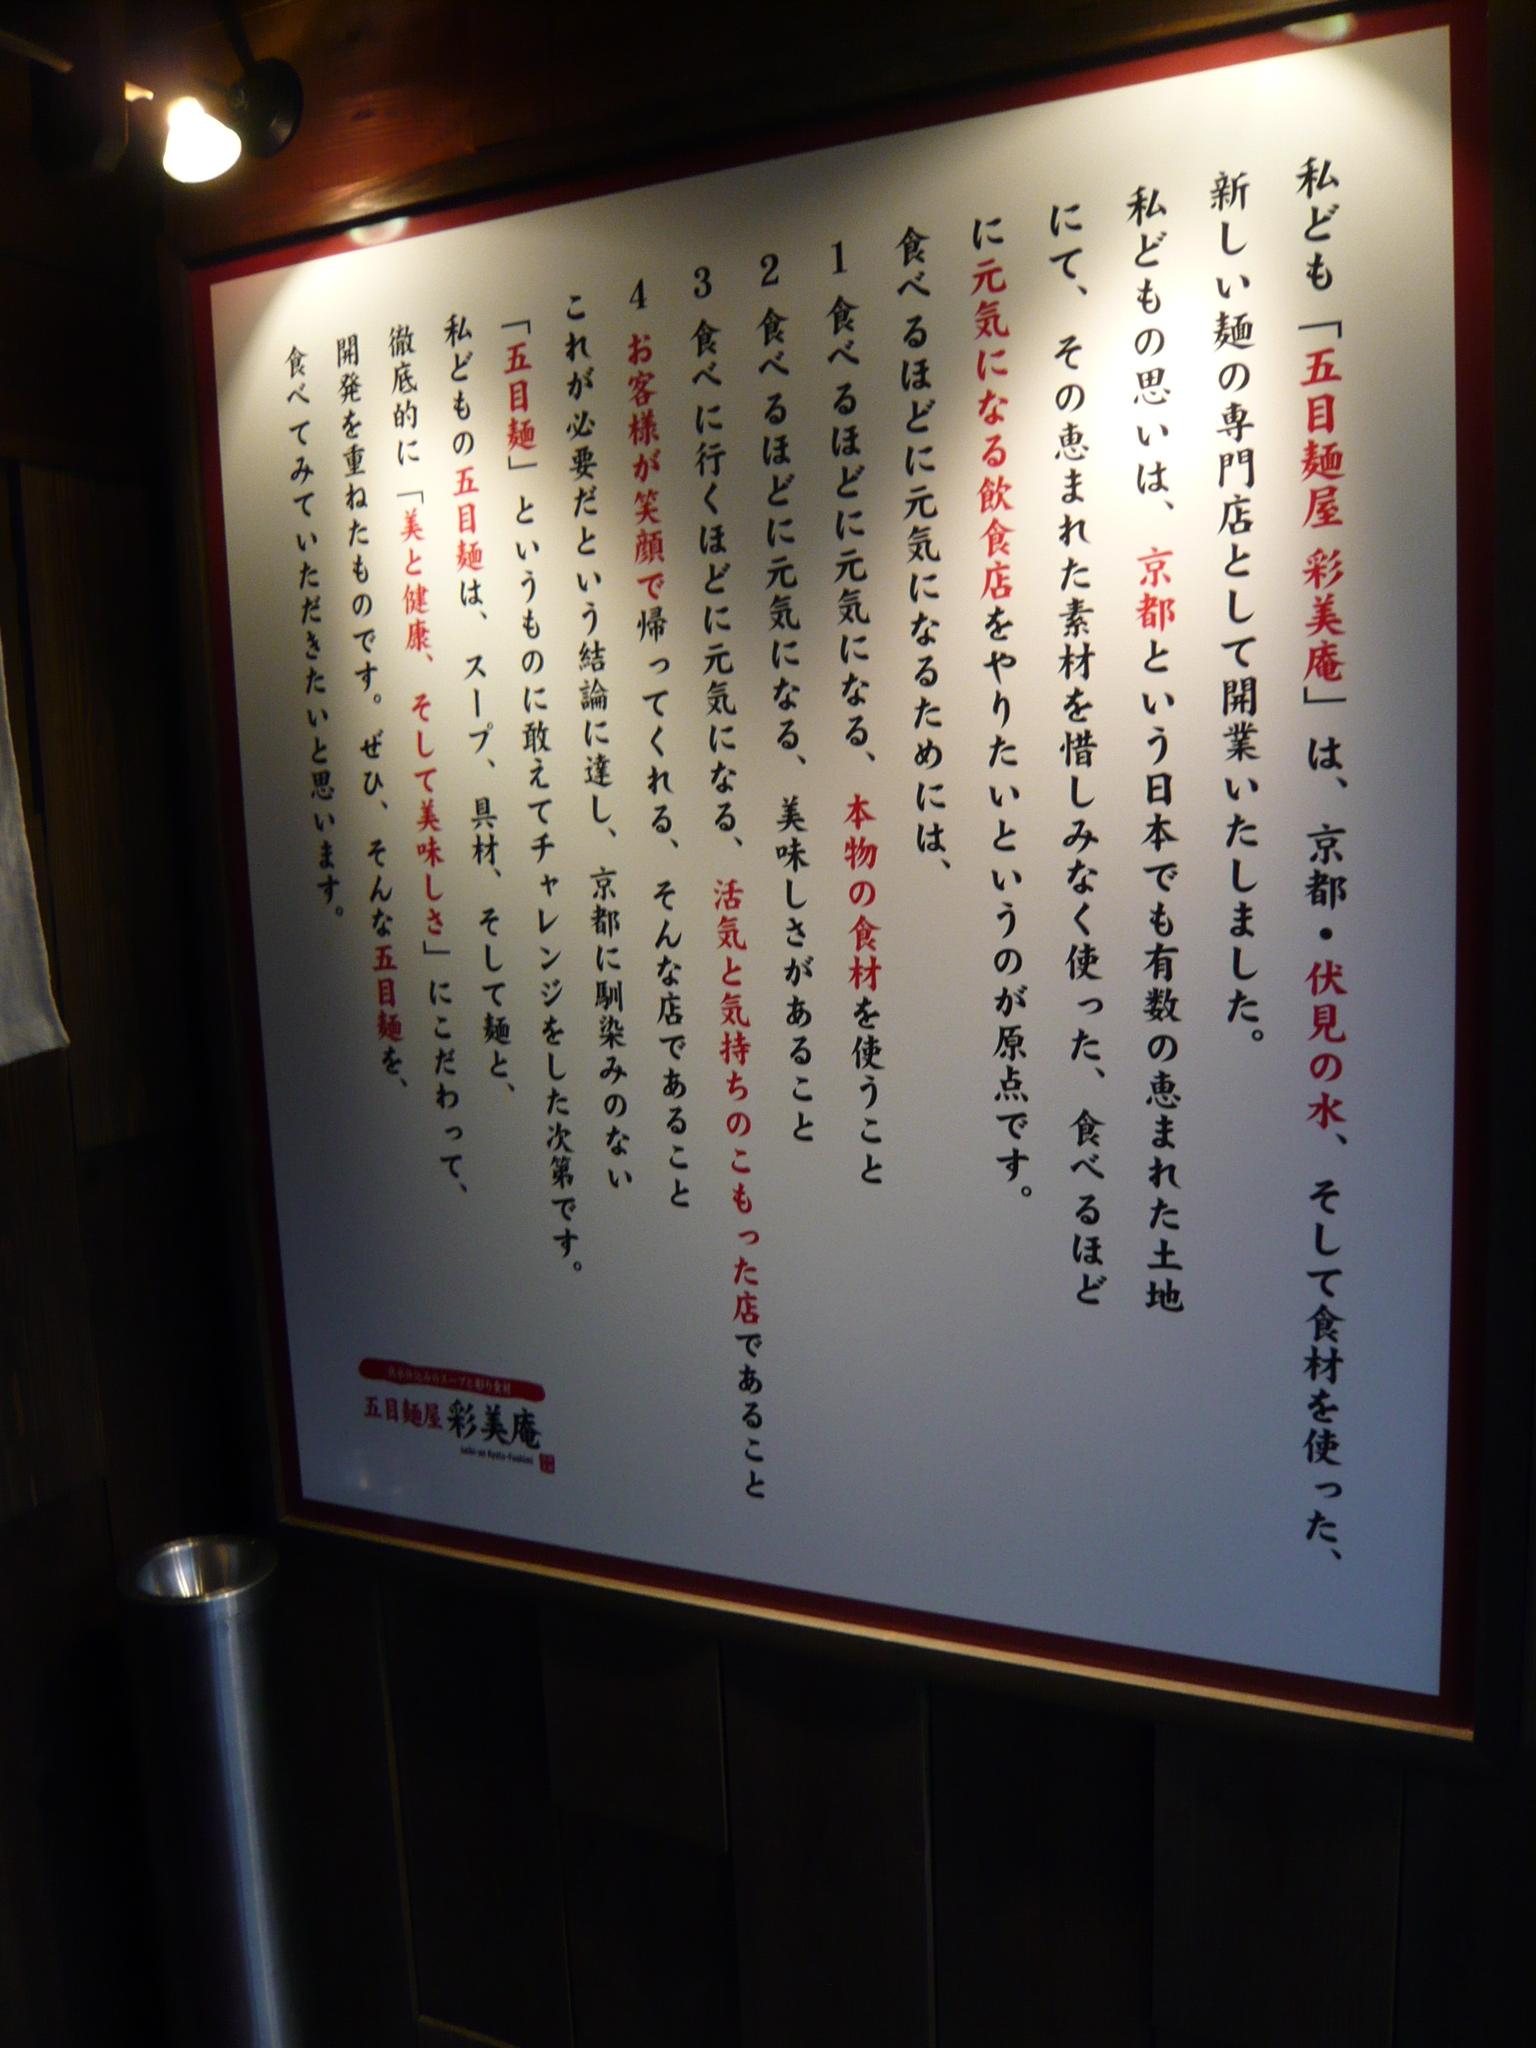 私ども「五目麺屋 彩美庵」は、京都・伏見の水、そして食材を使った、
新しい麺の専門店として開業いたしました。
私どもの思いは、京都という日本でも有数の恵まれた土地
にて、その恵まれた素材を惜しみなく使った、食べるほど
に元気になる飲食店をやりたいというのが原点です。
食べるほどに元気になるためには、
1 食べるほどに元気になる、本物の食材を使うこと
2 食べるほどに元気になる、美味しさがあること
3 食べに行くほどに元気になる、活気と気持ちのこもった店であること
4 お客様が笑顔で帰ってくれる、そんな店であること
これが必要だという結論に達し、京都に馴染みのない
「五目麺」というものに敢えてチャレンジをした次第です。
私どもの五目麺は、スープ、具材、そして麺と、
徹底的に「美と健康、そして美味しさ」にこだわって、
開発を重ねたものです。ぜひ、そんな五目麺を、
食べてみていただきたいと思います。
五目麺屋 彩美庵